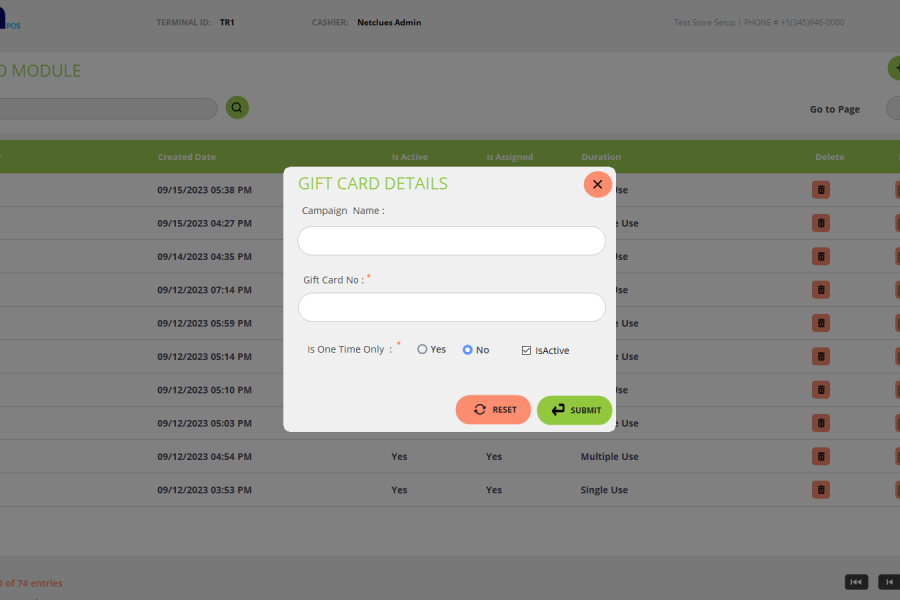 POS
TERMINAL ID: TR1 CASHIER: Netclues Admin Test Store Setup | PHONE # +1(345)846-0000
MODULE
Go to Page
Created Date Is Active Is Assigned Duration Delete
GIFT CARD DETAILS
09/15/2023 05:38 PM Use
Campaign Name :
09/15/2023 04:27 PM Use
09/14/2023 04:35 PM Use
Gift Card No : *
09/12/2023 07:14 PM Use
09/12/2023 05:59 PM Use
Is One Time Only : * Yes No IsActive
09/12/2023 05:14 PM Use
09/12/2023 05:10 PM Use
RESET SUBMIT
09/12/2023 05:03 PM Use
09/12/2023 04:54 PM Yes Yes Multiple Use
09/12/2023 03:53 PM Yes Yes Single Use
of 74 entries